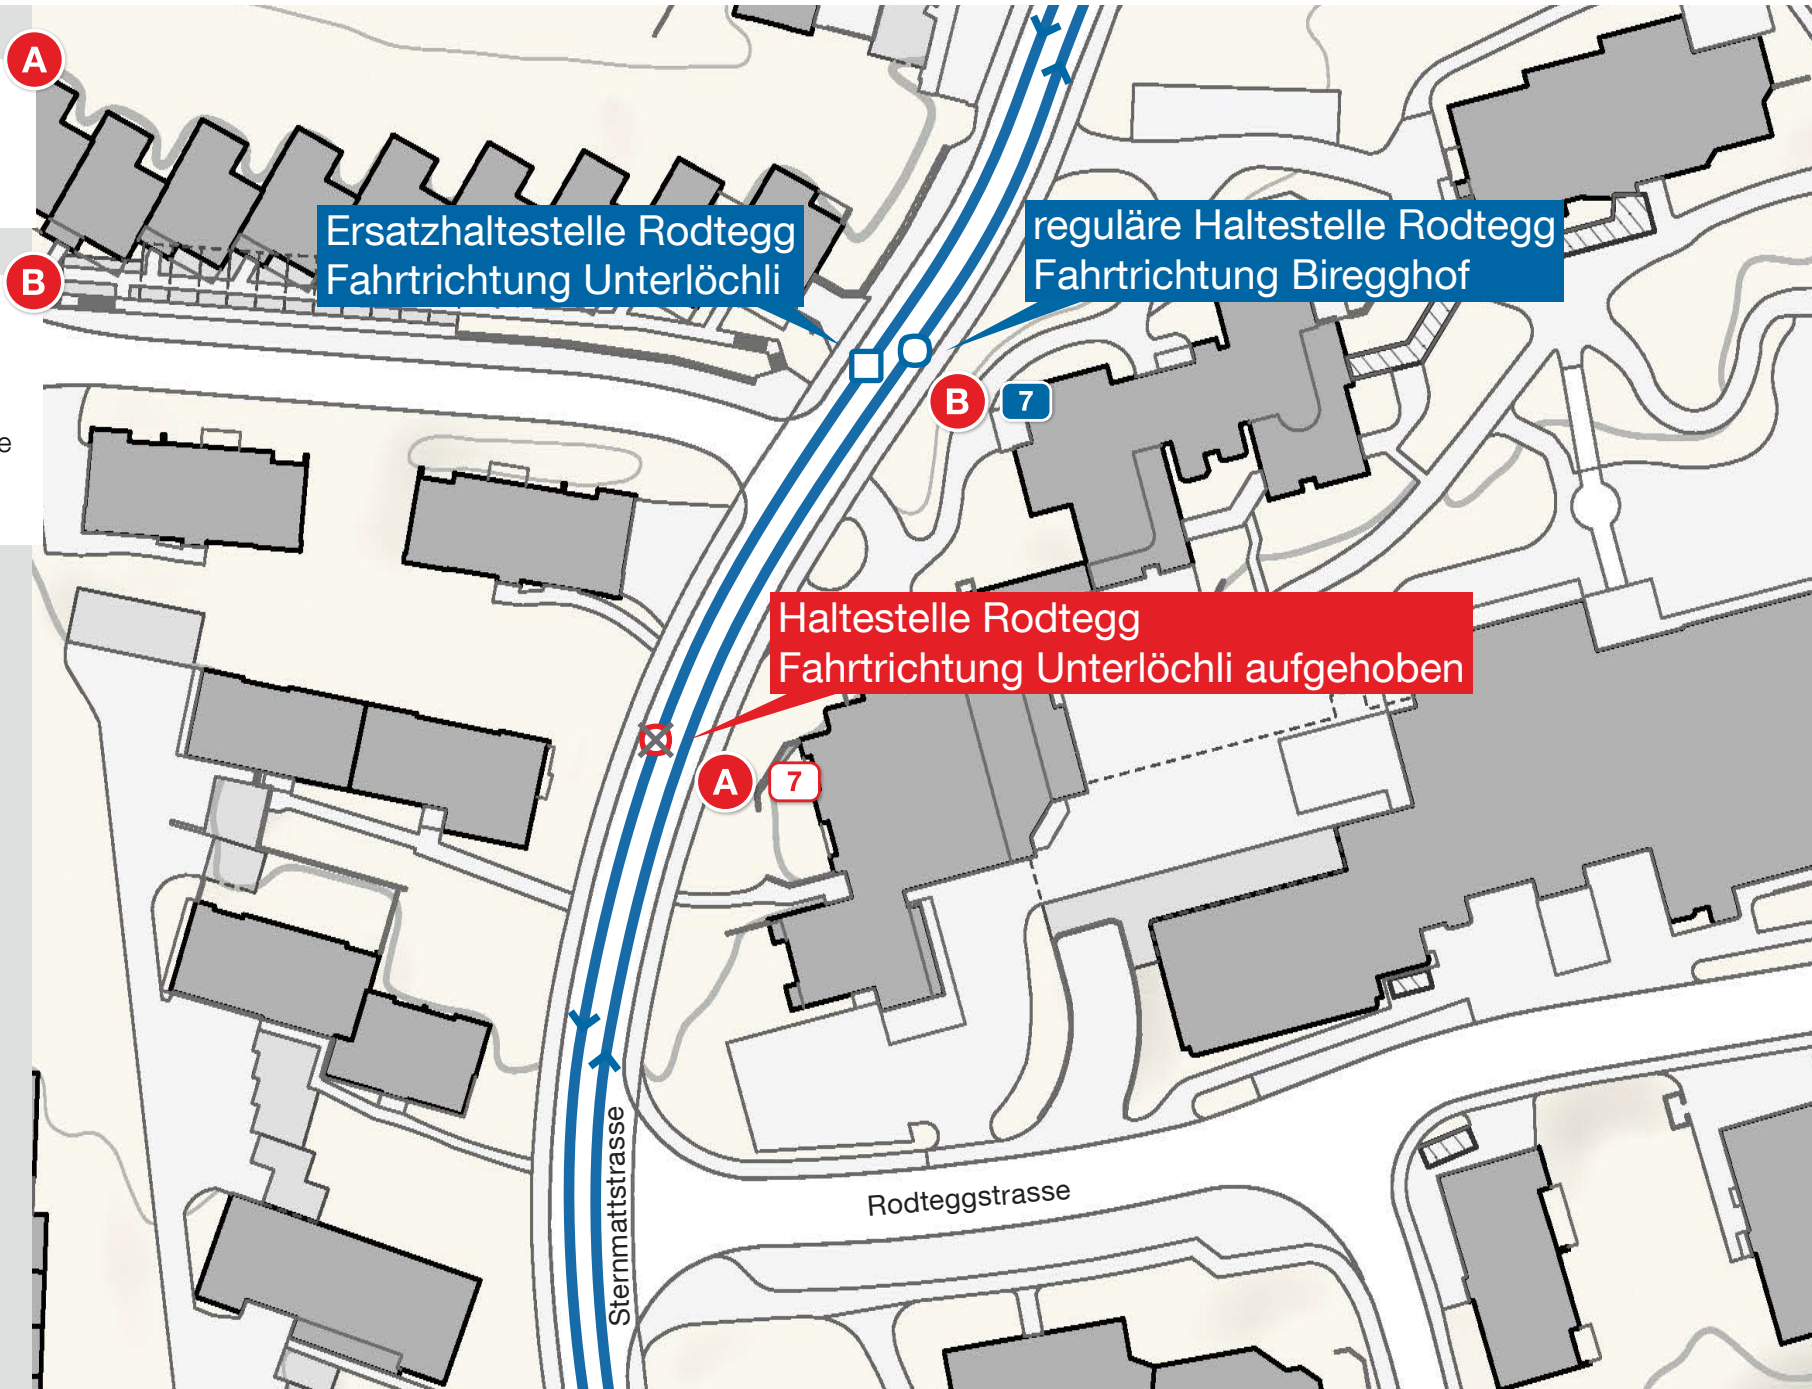 A
B
e
Ersatzhaltestelle Rodtegg
Fahrtrichtung Unterlöchli
reguläre Haltestelle Rodtegg
Fahrtrichtung Biregghof
B 7
Haltestelle Rodtegg
Fahrtrichtung Unterlöchli aufgehoben
A 7
Sternmattstrasse
Rodteggstrasse